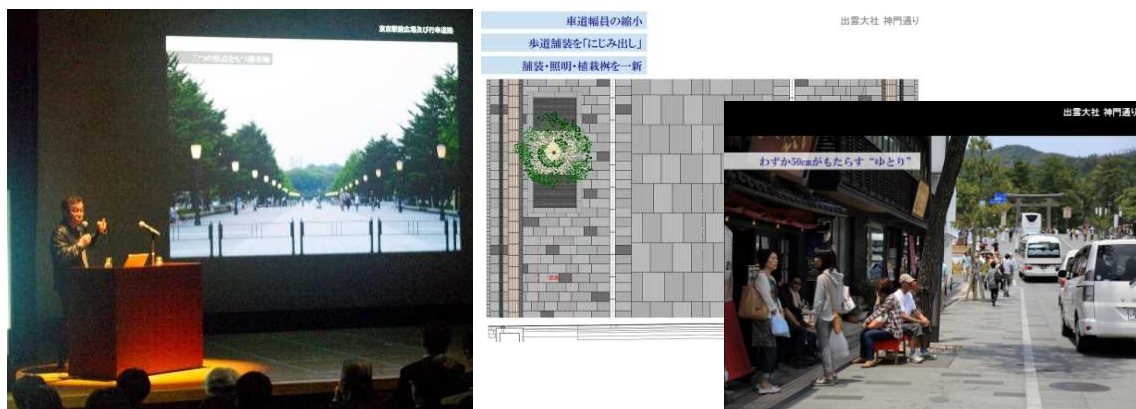 東京駅前広場及び行幸道路
車道幅員の縮小
歩道舗装を「にじみ出し」
舗装・照明・植栽桝を一新
出雲大社 神門通り
出雲大社 神門通り
わずか50cmがもたらす“ゆとり”